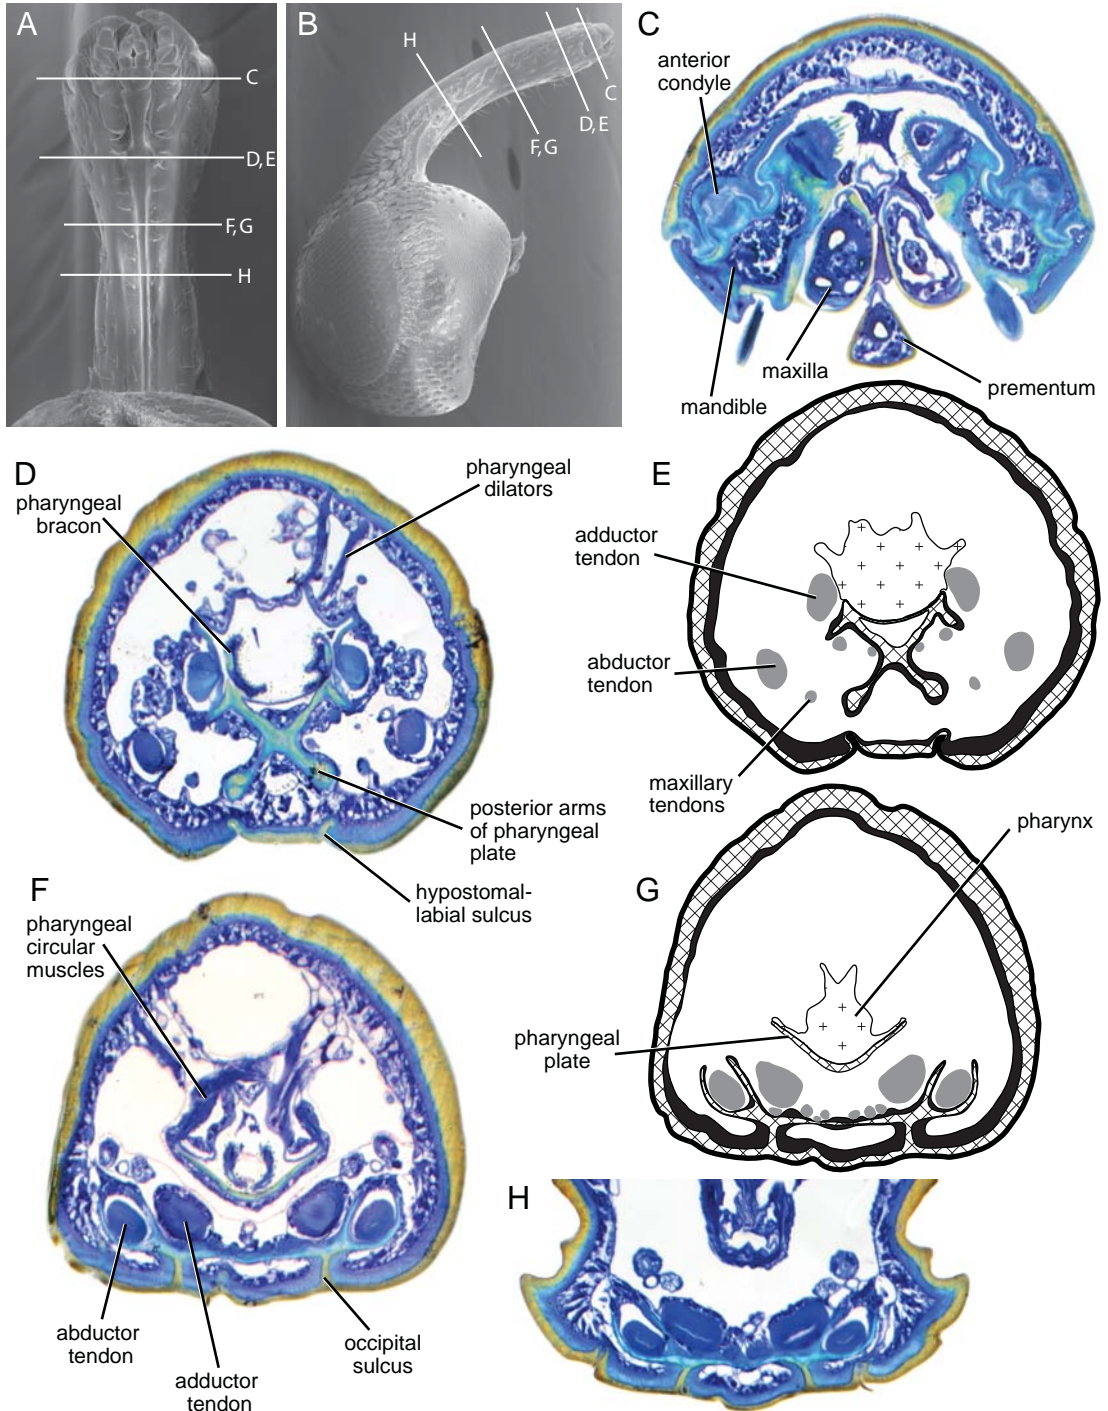 A
C
D,E
F,G
H
B
H
C
D,E
F,G
C
anterior
condyle
maxilla
mandible
prementum
D
pharyngeal
bracon
pharyngeal
dilators
posterior arms
of pharyngeal
plate
hypostomal-
labial sulcus
E
adductor
tendon
abductor
tendon
maxillary
tendons
F
pharyngeal
circular
muscles
abductor
tendon
adductor
tendon
occipital
sulcus
G
pharynx
pharyngeal
plate
H